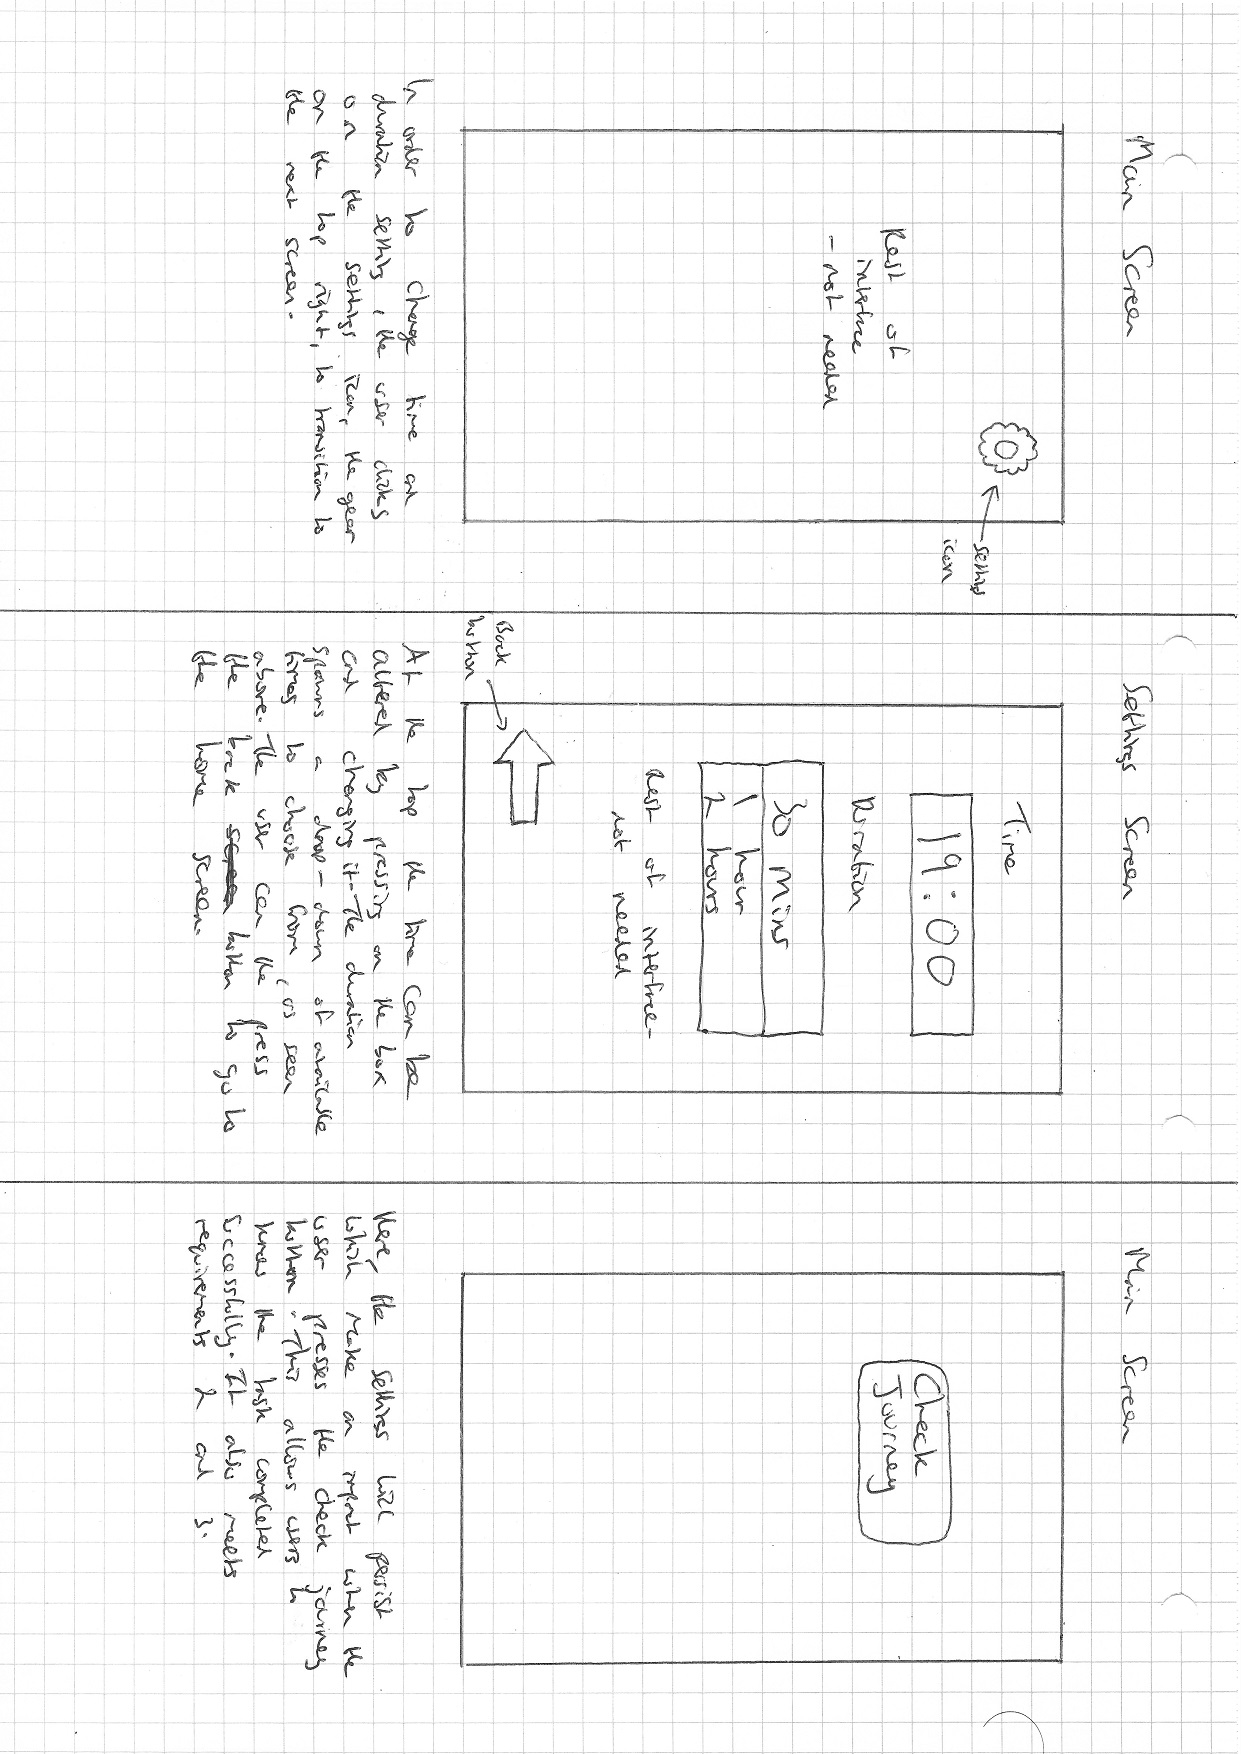 Main Screen
Rest of
interface
- not needed
settings
icon
In order to change time and
duration settings, the user clicks
on the settings icon, the gear
on the top right, to transition to
the next screen.
Settings Screen
Time
19:00
Duration
30 mins
1 hour
2 hours
Rest of interface -
not needed
Back
button
At the top the time can be
altered by pressing on the box
and changing it. The duration
spawns a drop-down of available
times to choose from, as seen
above. The user can the press
the back screen button to go to
the home screen.
Main Screen
Check
Journey
Here, the settings will persist
which make an impact when the
user presses the check journey
button. This allows users to
know the task completed
successfully. It also meets
requirements 2 and 3.